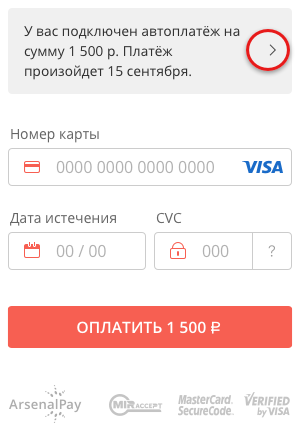 У вас подключен автоплатёж на
сумму 1 500 р. Платёж
произойдет 15 сентября.
Номер карты
0000 0000 0000 0000 VISA
Дата истечения CVC
00 / 00 000 ?
ОПЛАТИТЬ 1 500 ₽
ArsenalPay MIR ACCEPT MasterCard. SecureCode. VERIFIED by VISA